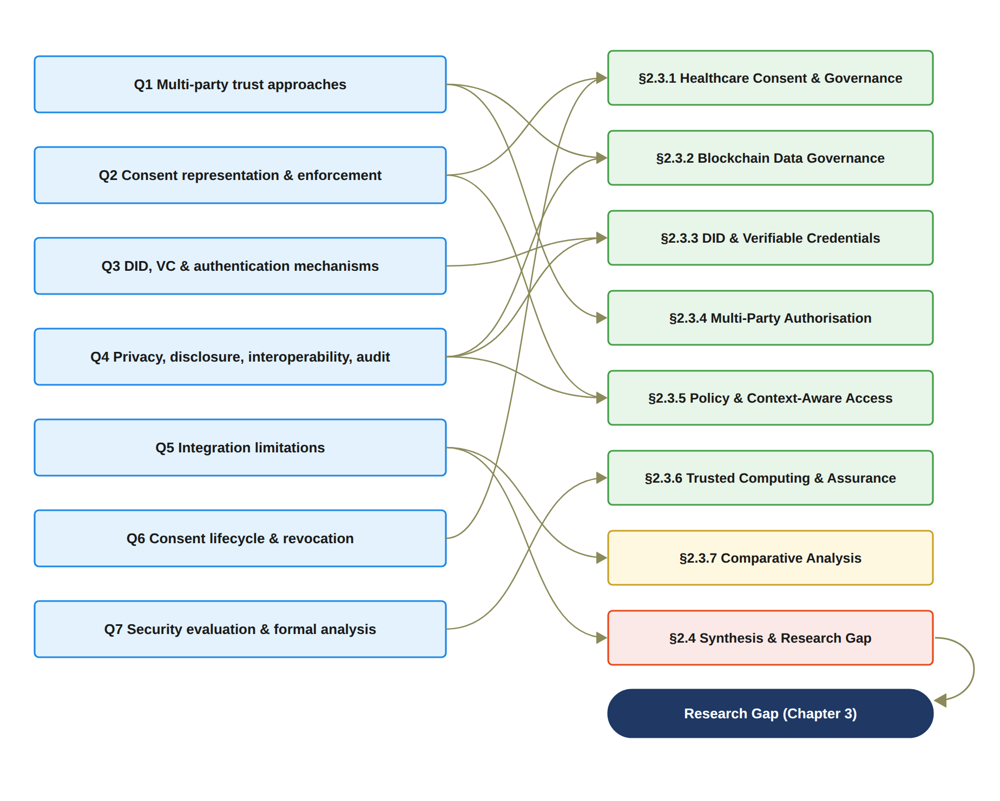 Q1 Multi-party trust approaches
Q2 Consent representation & enforcement
Q3 DID, VC & authentication mechanisms
Q4 Privacy, disclosure, interoperability, audit
Q5 Integration limitations
Q6 Consent lifecycle & revocation
Q7 Security evaluation & formal analysis
§2.3.1 Healthcare Consent & Governance
§2.3.2 Blockchain Data Governance
§2.3.3 DID & Verifiable Credentials
§2.3.4 Multi-Party Authorisation
§2.3.5 Policy & Context-Aware Access
§2.3.6 Trusted Computing & Assurance
§2.3.7 Comparative Analysis
§2.4 Synthesis & Research Gap
Research Gap (Chapter 3)